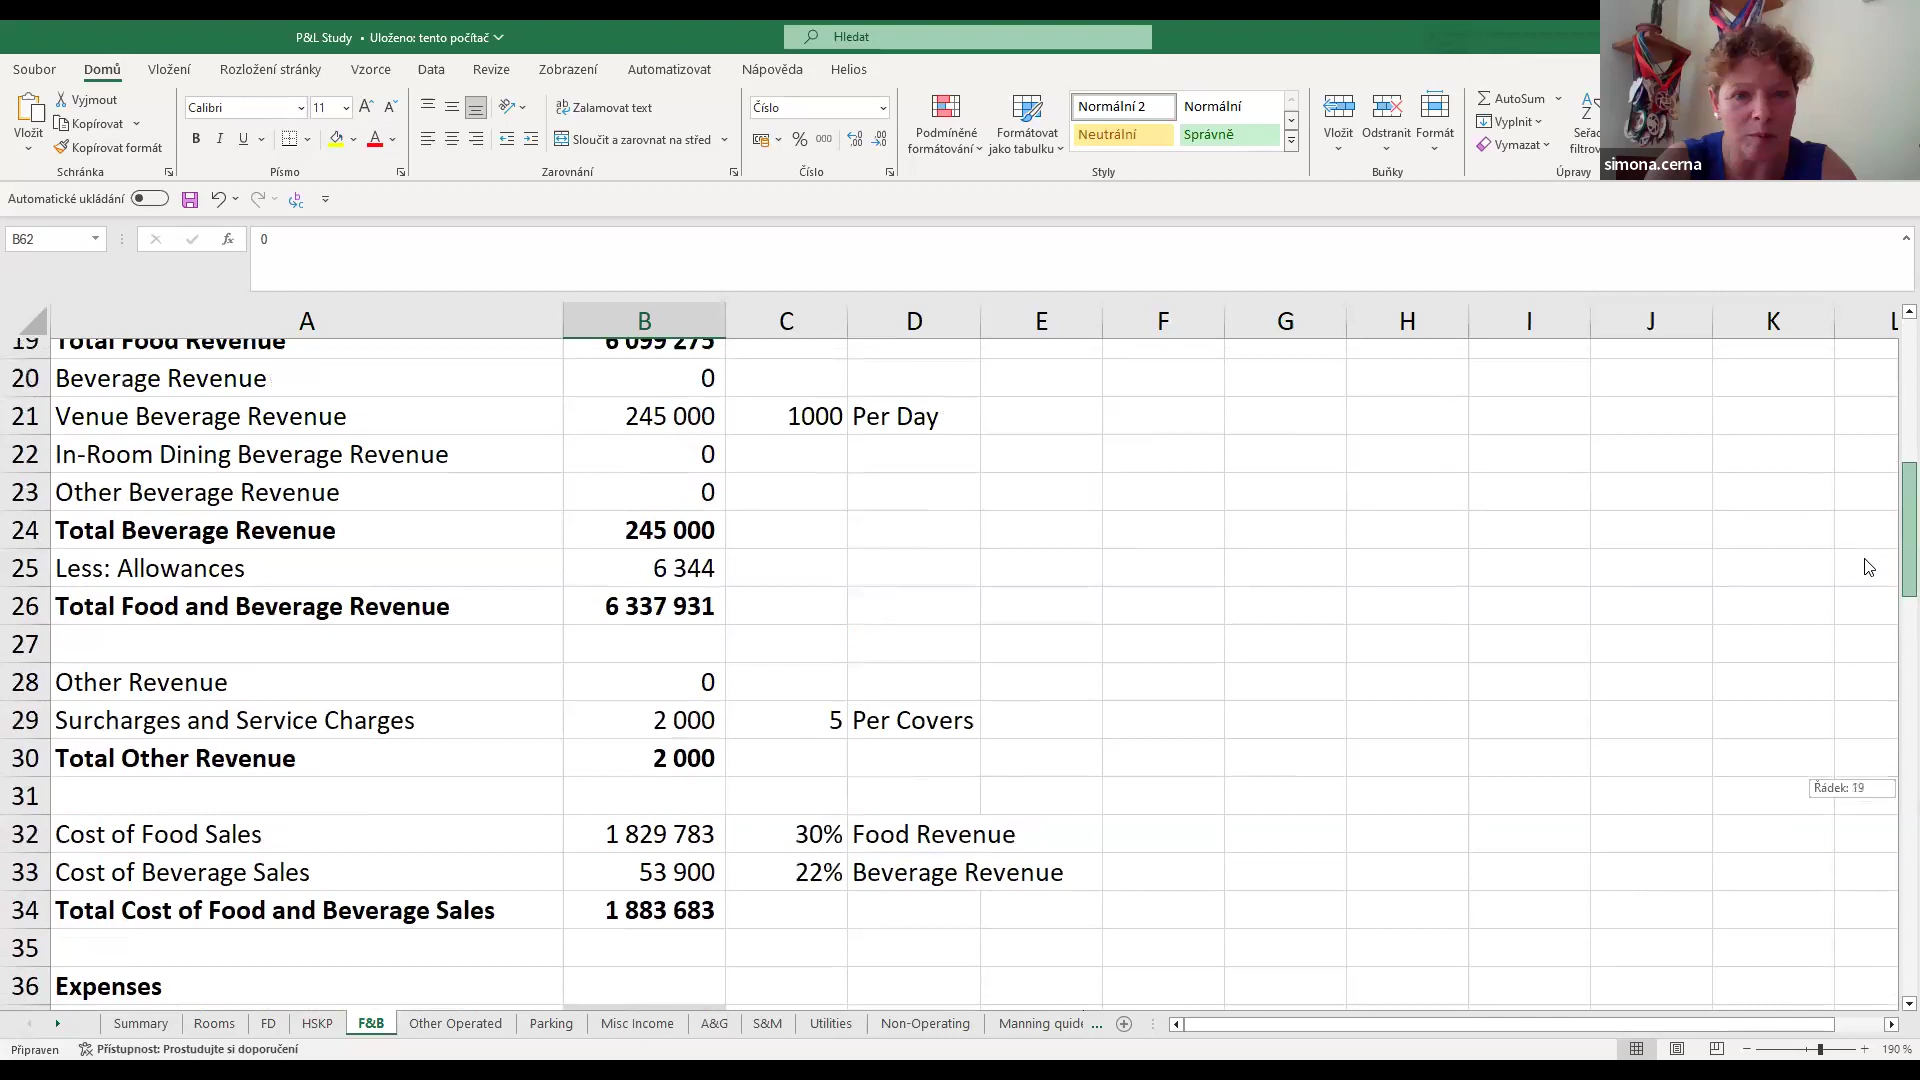 P&L Study • Uloženo: tento počítač
Hledat
Soubor Domů Vložení Rozložení stránky Vzorce Data Revize Zobrazení Automatizovat Nápověda Helios
simona.cerna
Vložit
Vyjmout
Kopírovat
Kopírovat formát
Schránka
Calibri 11
B I U
Písmo
Zalamovat text
Sloučit a zarovnat na střed
Zarovnání
Číslo
% 000
Číslo
Podmíněné formátování
Formátovat jako tabulku
Normální 2 Normální
Neutrální Správně
Styly
Vložit Odstranit Formát
Buňky
AutoSum
Vyplnit
Vymazat
Úpravy
Automatické ukládání
B62 fx 0
A B C D E F G H I J K L
19 Total Food Revenue 6 099 275
20 Beverage Revenue 0
21 Venue Beverage Revenue 245 000 1000 Per Day
22 In-Room Dining Beverage Revenue 0
23 Other Beverage Revenue 0
24 Total Beverage Revenue 245 000
25 Less: Allowances 6 344
26 Total Food and Beverage Revenue 6 337 931
27
28 Other Revenue 0
29 Surcharges and Service Charges 2 000 5 Per Covers
30 Total Other Revenue 2 000
31
Řádek: 19
32 Cost of Food Sales 1 829 783 30% Food Revenue
33 Cost of Beverage Sales 53 900 22% Beverage Revenue
34 Total Cost of Food and Beverage Sales 1 883 683
35
36 Expenses
Summary Rooms FD HSKP F&B Other Operated Parking Misc Income A&G S&M Utilities Non-Operating Manning quide ...
Připraven Přístupnost: Prostudujte si doporučení 190 %